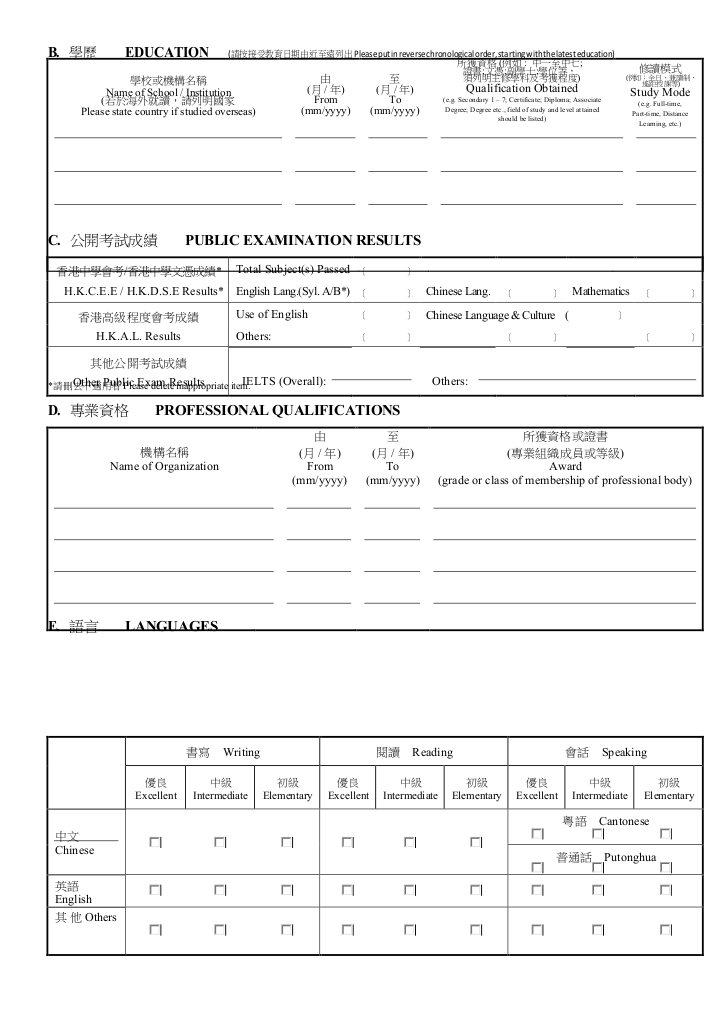 B. 學歷 EDUCATION (請按接受教育日期由近至遠列出 Please put in reverse chronological order, starting with the latest education)
學校或機構名稱
Name of School / Institution
(若於海外就讀，請列明國家
Please state country if studied overseas)
由
(月 / 年)
From
(mm/yyyy)
至
(月 / 年)
To
(mm/yyyy)
所獲資格 (例如：中一至中七;
證書;文憑;副學士;學位等，
須列明主修學科及考獲程度)
Qualification Obtained
(e.g. Secondary 1 – 7; Certificate; Diploma; Associate
Degree; Degree etc., field of study and level attained
should be listed)
修讀模式
Study Mode
(e.g. Full-time,
Part-time, Distance
Learning, etc.)
C. 公開考試成績 PUBLIC EXAMINATION RESULTS
香港中學會考/香港中學文憑成績* Total Subject(s) Passed ( )
H.K.C.E.E / H.K.D.S.E Results* English Lang.(Syl. A/B*) ( ) Chinese Lang. ( ) Mathematics ( )
香港高級程度會考成績 Use of English ( ) Chinese Language & Culture ( )
H.K.A.L. Results Others: ( ) ( ) ( )
其他公開考試成績
Other Public Exam Results IELTS (Overall): Others:
*請刪去不適用者 Please delete inappropriate item.
D. 專業資格 PROFESSIONAL QUALIFICATIONS
機構名稱
Name of Organization
由
(月 / 年)
From
(mm/yyyy)
至
(月 / 年)
To
(mm/yyyy)
所獲資格或證書
(專業組織成員或等級)
Award
(grade or class of membership of professional body)
E. 語言 LANGUAGES
書寫 Writing 閱讀 Reading 會話 Speaking
優良 中級 初級 優良 中級 初級 優良 中級 初級
Excellent Intermediate Elementary Excellent Intermediate Elementary Excellent Intermediate Elementary
粵語 Cantonese
中文
Chinese
普通話 Putonghua
英語
English
其 他 Others